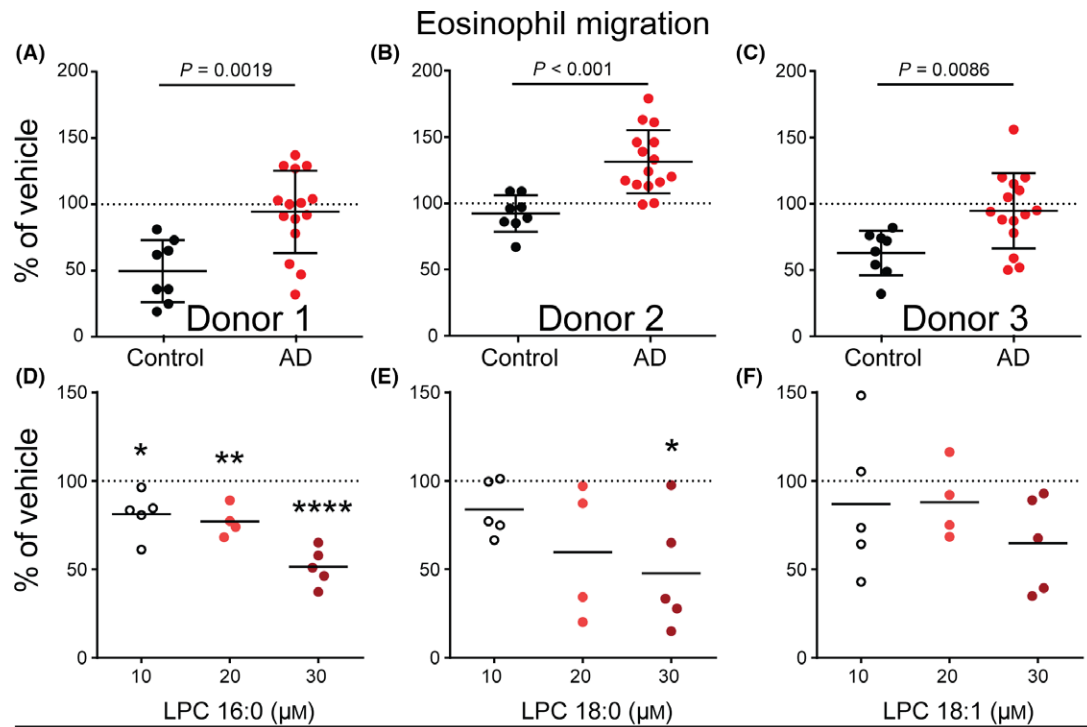 Eosinophil migration
(A)
% of vehicle
200
150
100
50
0
P = 0.0019
Donor 1
Control AD
(B)
200
150
100
50
0
P < 0.001
Donor 2
Control AD
(C)
200
150
100
50
0
P = 0.0086
Donor 3
Control AD
(D)
% of vehicle
150
100
50
0
*
**
****
10 20 30
LPC 16:0 (μM)
(E)
150
100
50
0
*
10 20 30
LPC 18:0 (μM)
(F)
150
100
50
0
10 20 30
LPC 18:1 (μM)